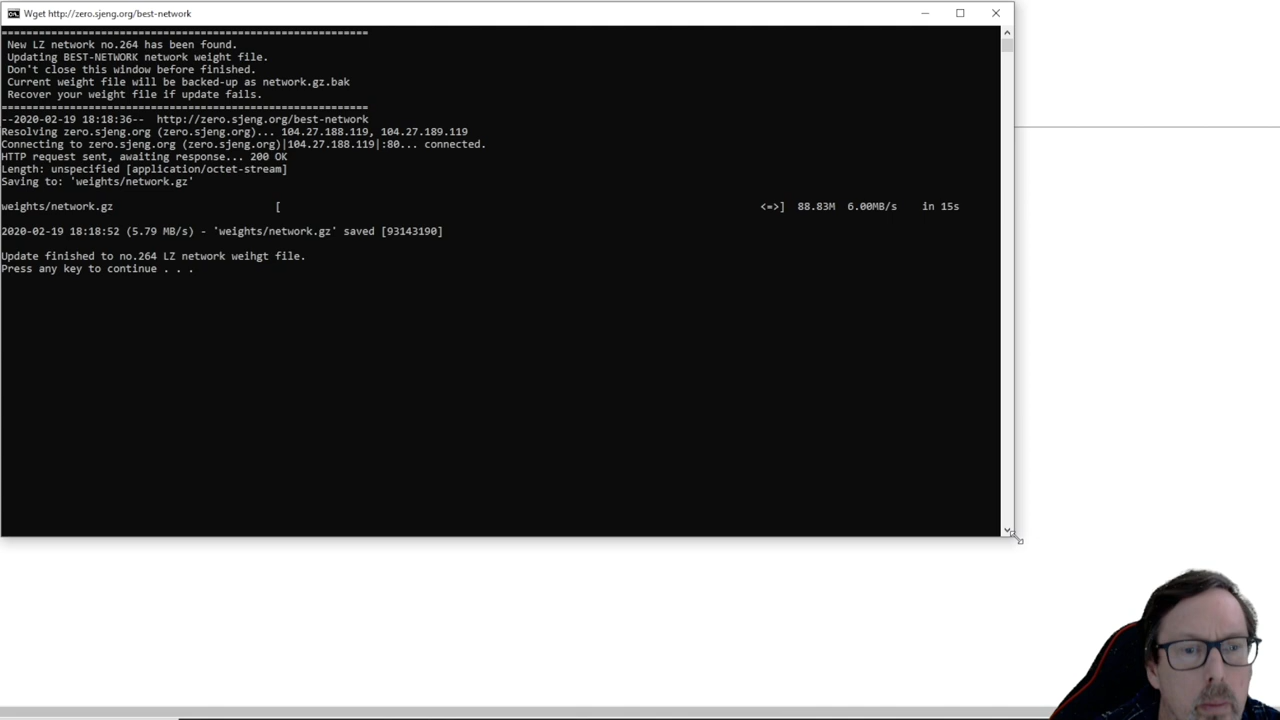 Wget http://zero.sjeng.org/best-network
===========================================================
New LZ network no.264 has been found.
Updating BEST-NETWORK network weight file.
Don't close this window before finished.
Current weight file will be backed-up as network.gz.bak
Recover your weight file if update fails.
===========================================================
--2020-02-19 18:18:36--  http://zero.sjeng.org/best-network
Resolving zero.sjeng.org (zero.sjeng.org)... 104.27.188.119, 104.27.189.119
Connecting to zero.sjeng.org (zero.sjeng.org)|104.27.188.119|:80... connected.
HTTP request sent, awaiting response... 200 OK
Length: unspecified [application/octet-stream]
Saving to: 'weights/network.gz'
weights/network.gz [ <=>] 88.83M 6.00MB/s in 15s
2020-02-19 18:18:52 (5.79 MB/s) - 'weights/network.gz' saved [93143190]
Update finished to no.264 LZ network weihgt file.
Press any key to continue . . .